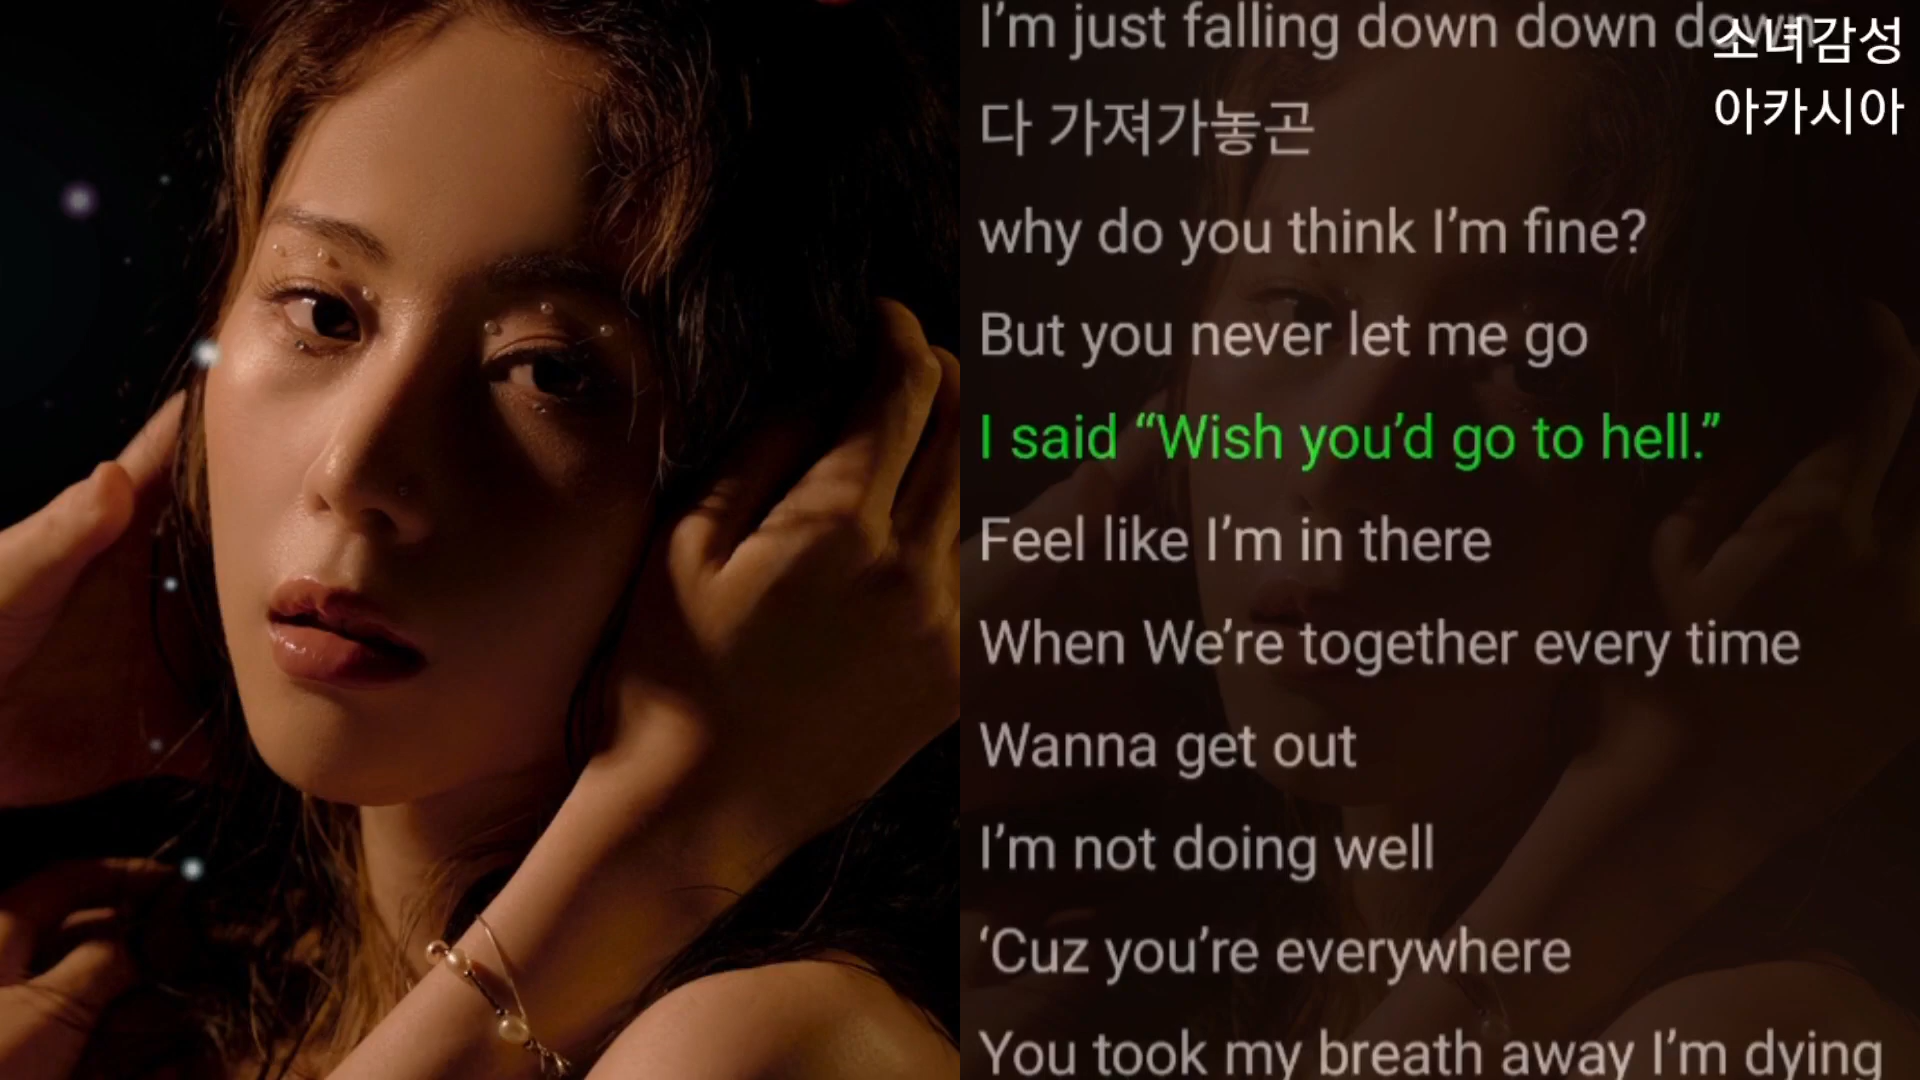 I’m just falling down down down
소녀감성
아카시아
다 가져가놓곤
why do you think I’m fine?
But you never let me go
I said “Wish you’d go to hell.”
Feel like I’m in there
When We’re together every time
Wanna get out
I’m not doing well
‘Cuz you’re everywhere
You took my breath away I’m dying